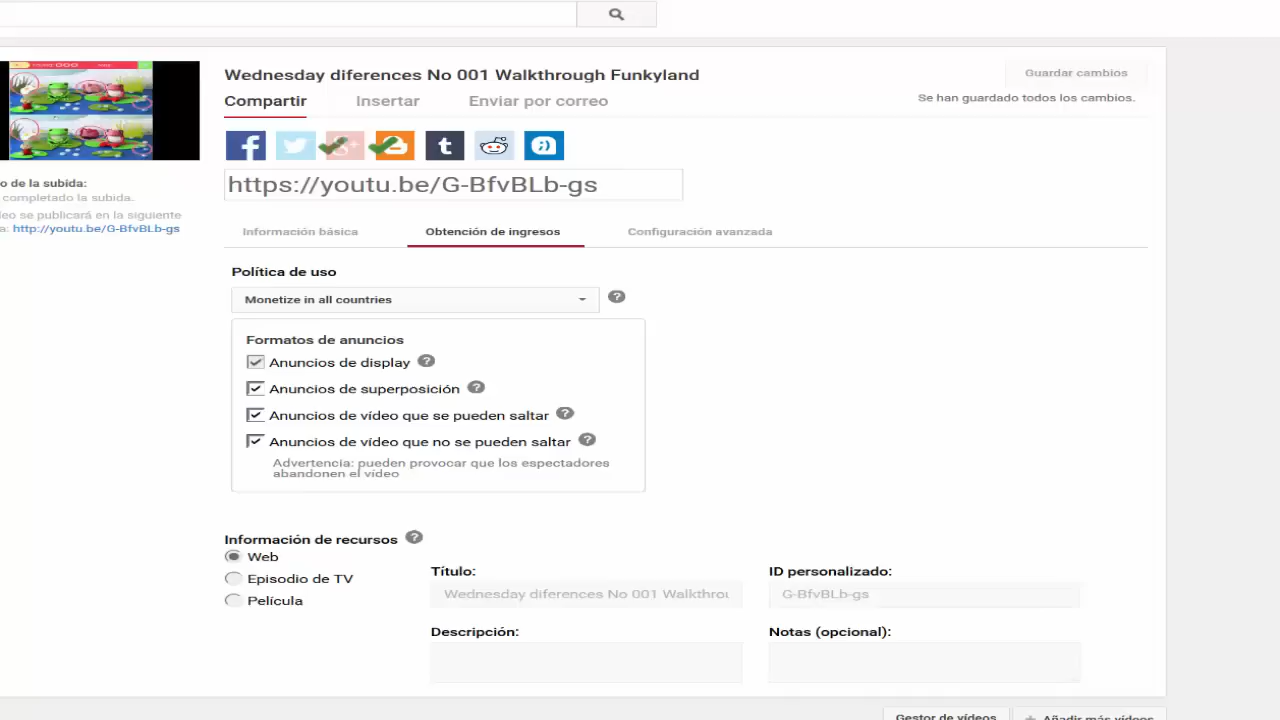 Wednesday diferences No 001 Walkthrough Funkyland
Guardar cambios
Compartir Insertar Enviar por correo
Se han guardado todos los cambios.
https://youtu.be/G-BfvBLb-gs
o de la subida:
completado la subida.
leo se publicará en la siguiente
a: http://youtu.be/G-BfvBLb-gs
Información básica Obtención de ingresos Configuración avanzada
Política de uso
Monetize in all countries
Formatos de anuncios
Anuncios de display
Anuncios de superposición
Anuncios de vídeo que se pueden saltar
Anuncios de vídeo que no se pueden saltar
Advertencia: pueden provocar que los espectadores
abandonen el vídeo
Información de recursos
Web
Episodio de TV
Película
Título: ID personalizado:
Wednesday diferences No 001 Walkthrou G-BfvBLb-gs
Descripción: Notas (opcional):
Gestor de vídeos Añadir más vídeos